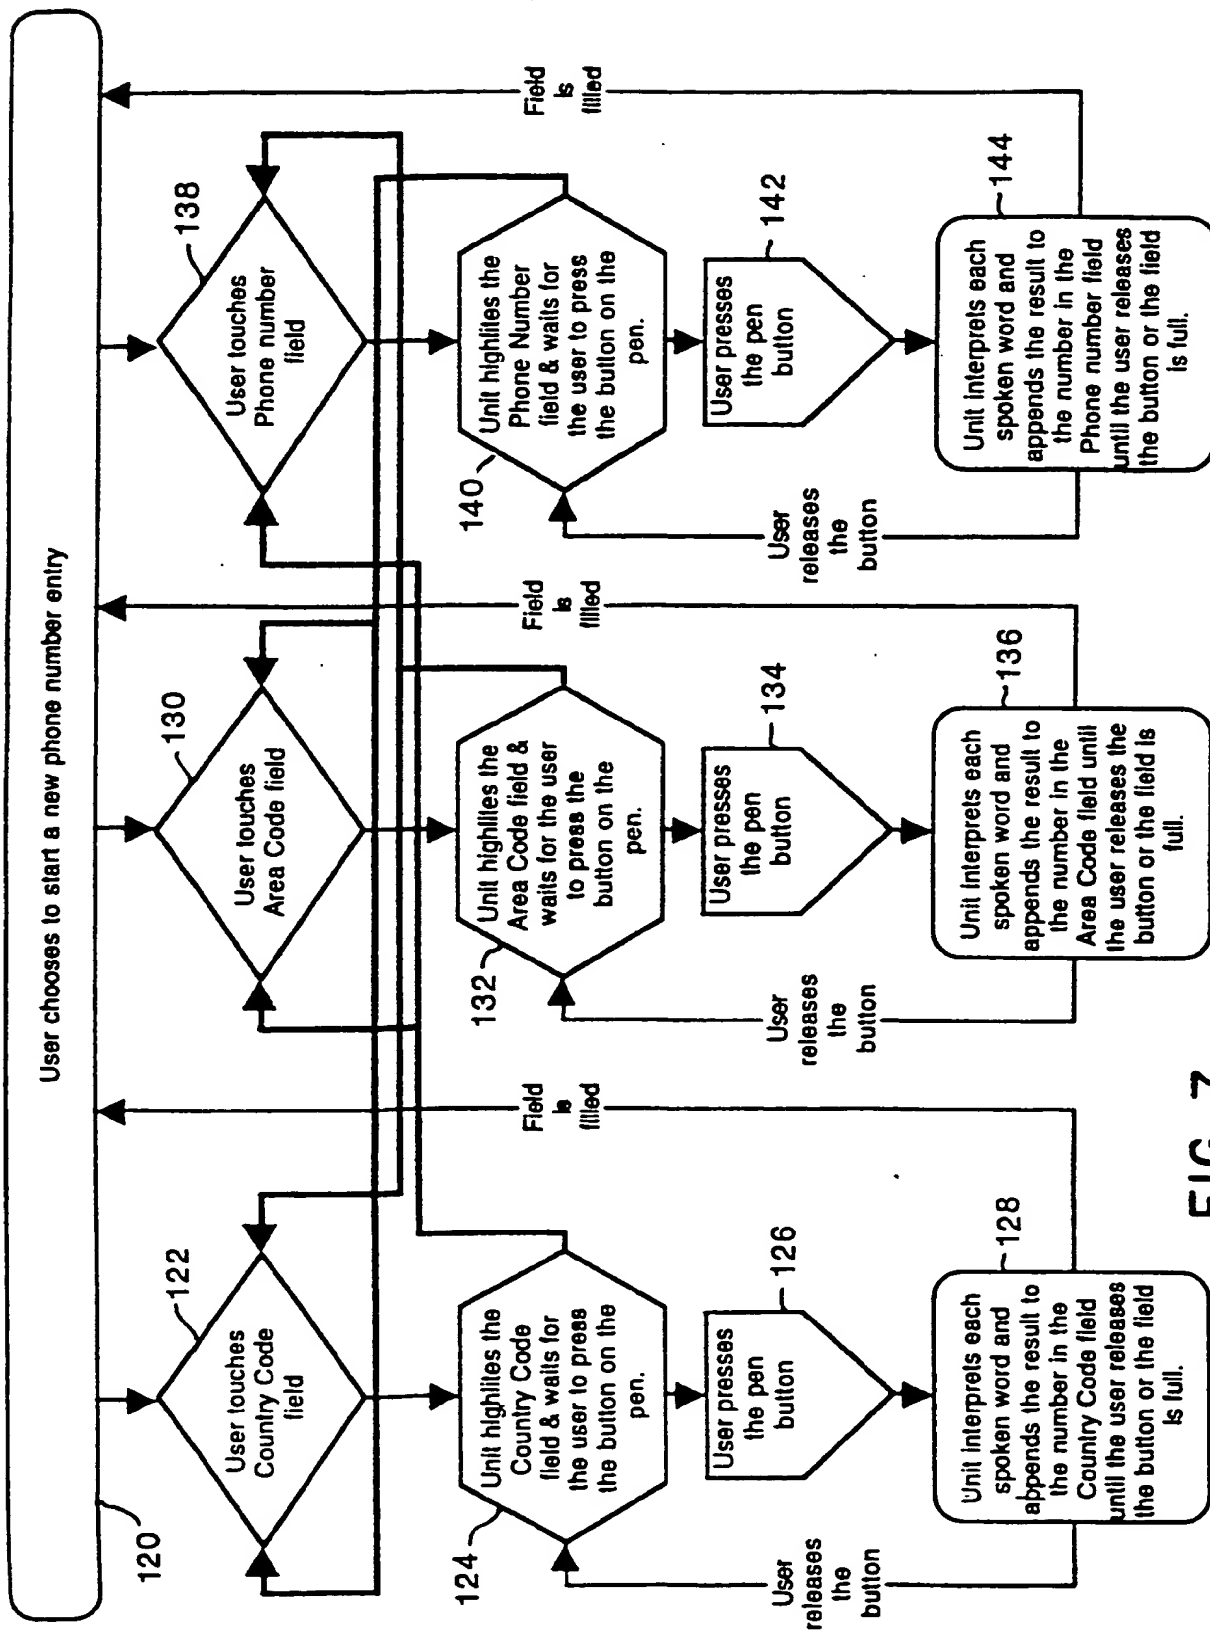 User chooses to start a new phone number entry
120
122
User touches
Country Code
field
130
User touches
Area Code field
138
User touches
Phone number
field
124
Unit highlites the
Country Code
field & waits for
the user to press
the button on the
pen.
132
Unit highlites the
Area Code field &
waits for the user
to press the
button on the
pen.
140
Unit highlites the
Phone Number
field & waits for
the user to press
the button on the
pen.
Field
is
filled
Field
is
filled
Field
is
filled
126
User presses
the pen
button
134
User presses
the pen
button
142
User presses
the pen
button
User
releases
the
button
User
releases
the
button
User
releases
the
button
128
Unit interprets each
spoken word and
appends the result to
the number in the
Country Code field
until the user releases
the button or the field
is full.
136
Unit interprets each
spoken word and
appends the result to
the number in the
Area Code field until
the user releases the
button or the field is
full.
144
Unit interprets each
spoken word and
appends the result to
the number in the
Phone number field
until the user releases
the button or the field
is full.
FIG. 7